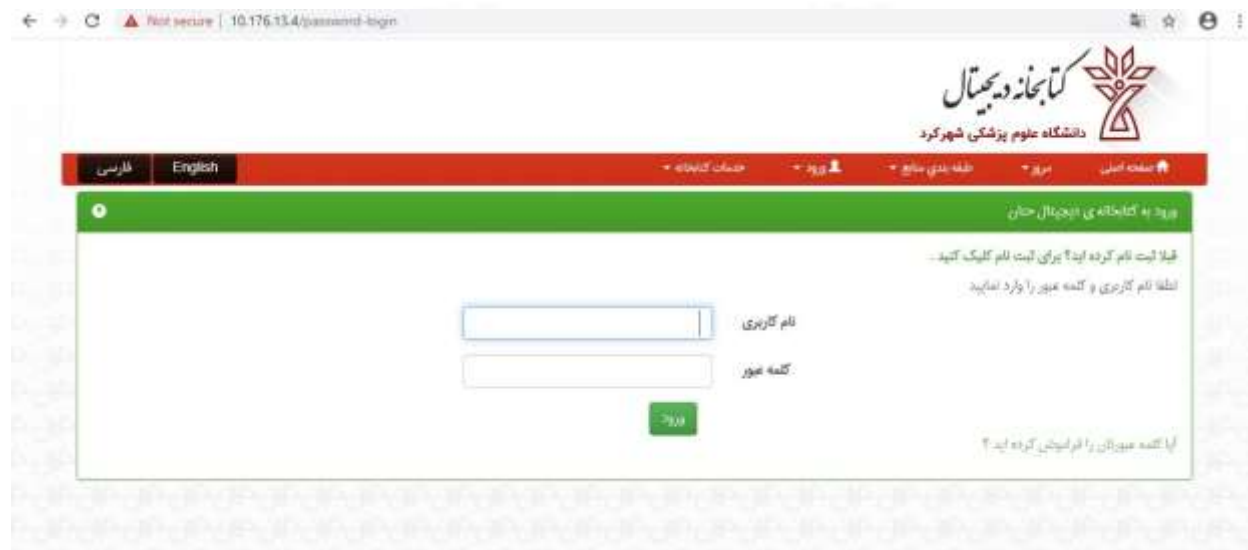 Not secure | 10.176.13.4/password-login
کتابخانه دیجیتال
دانشگاه علوم پزشکی شهرکرد
صفحه اصلی مرور طبقه بندی منابع ورود خدمات کتابخانه English فارسی
ورود به کتابخانه ی دیجیتال حنان
قبلا ثبت نام کرده اید؟ برای ثبت نام کلیک کنید ..
لطفا نام کاربری و کلمه عبور را وارد نمایید
نام کاربری
کلمه عبور
ورود
آیا کلمه عبورتان را فراموش کرده اید ؟